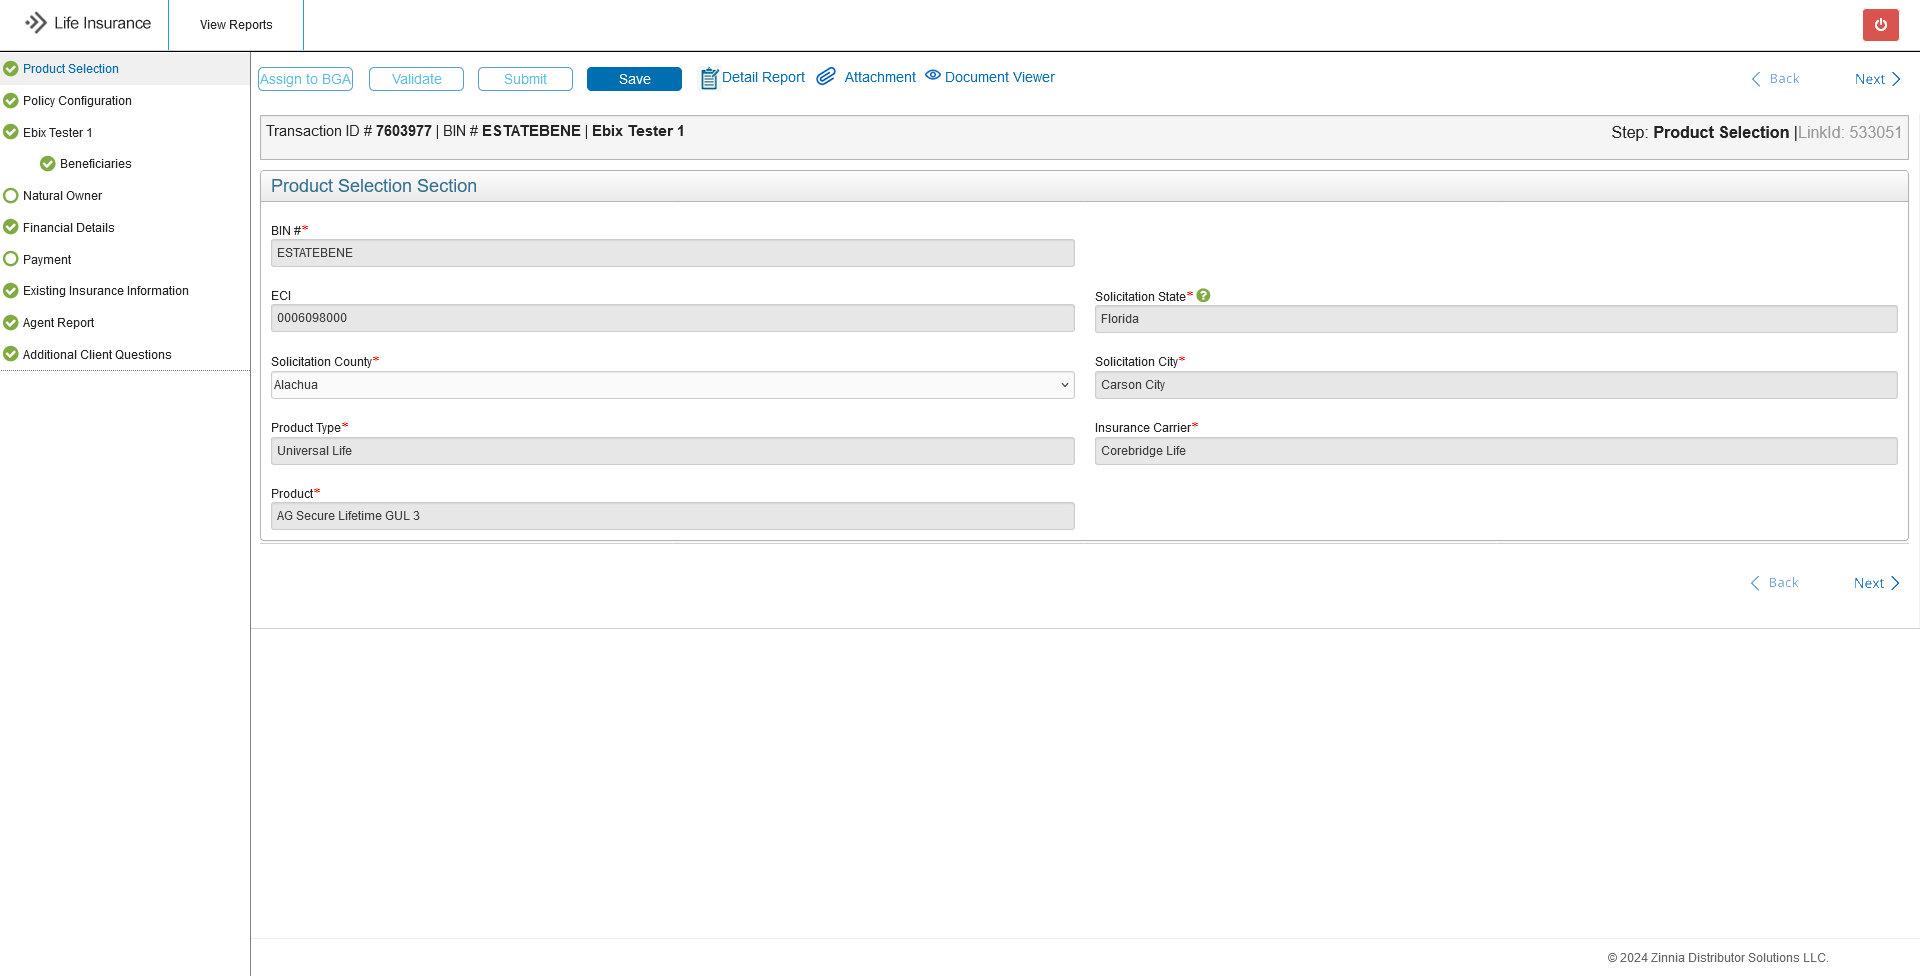 Life Insurance
View Reports
Product Selection
Policy Configuration
Ebix Tester 1
Beneficiaries
Natural Owner
Financial Details
Payment
Existing Insurance Information
Agent Report
Additional Client Questions
Assign to BGA Validate Submit Save Detail Report Attachment Document Viewer Back Next
Transaction ID # 7603977 | BIN # ESTATEBENE | Ebix Tester 1
Step: Product Selection |LinkId: 533051
Product Selection Section
BIN #*
ESTATEBENE
ECI
0006098000
Solicitation State* ?
Florida
Solicitation County*
Alachua
Solicitation City*
Carson City
Product Type*
Universal Life
Insurance Carrier*
Corebridge Life
Product*
AG Secure Lifetime GUL 3
Back Next
© 2024 Zinnia Distributor Solutions LLC.